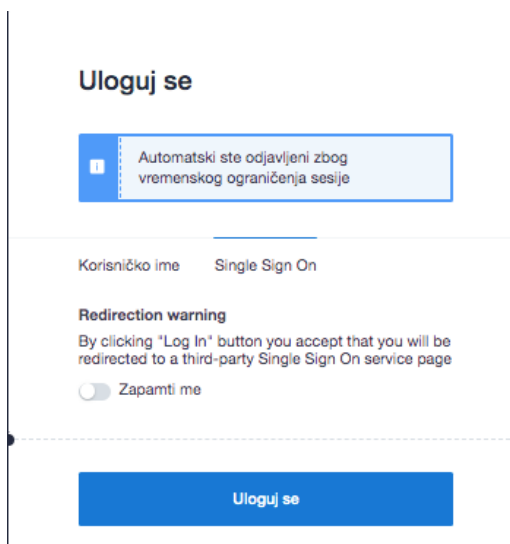 Uloguj se
Automatski ste odjavljeni zbog
vremenskog ograničenja sesije
Korisničko ime Single Sign On
Redirection warning
By clicking "Log In" button you accept that you will be
redirected to a third-party Single Sign On service page
Zapamti me
Uloguj se